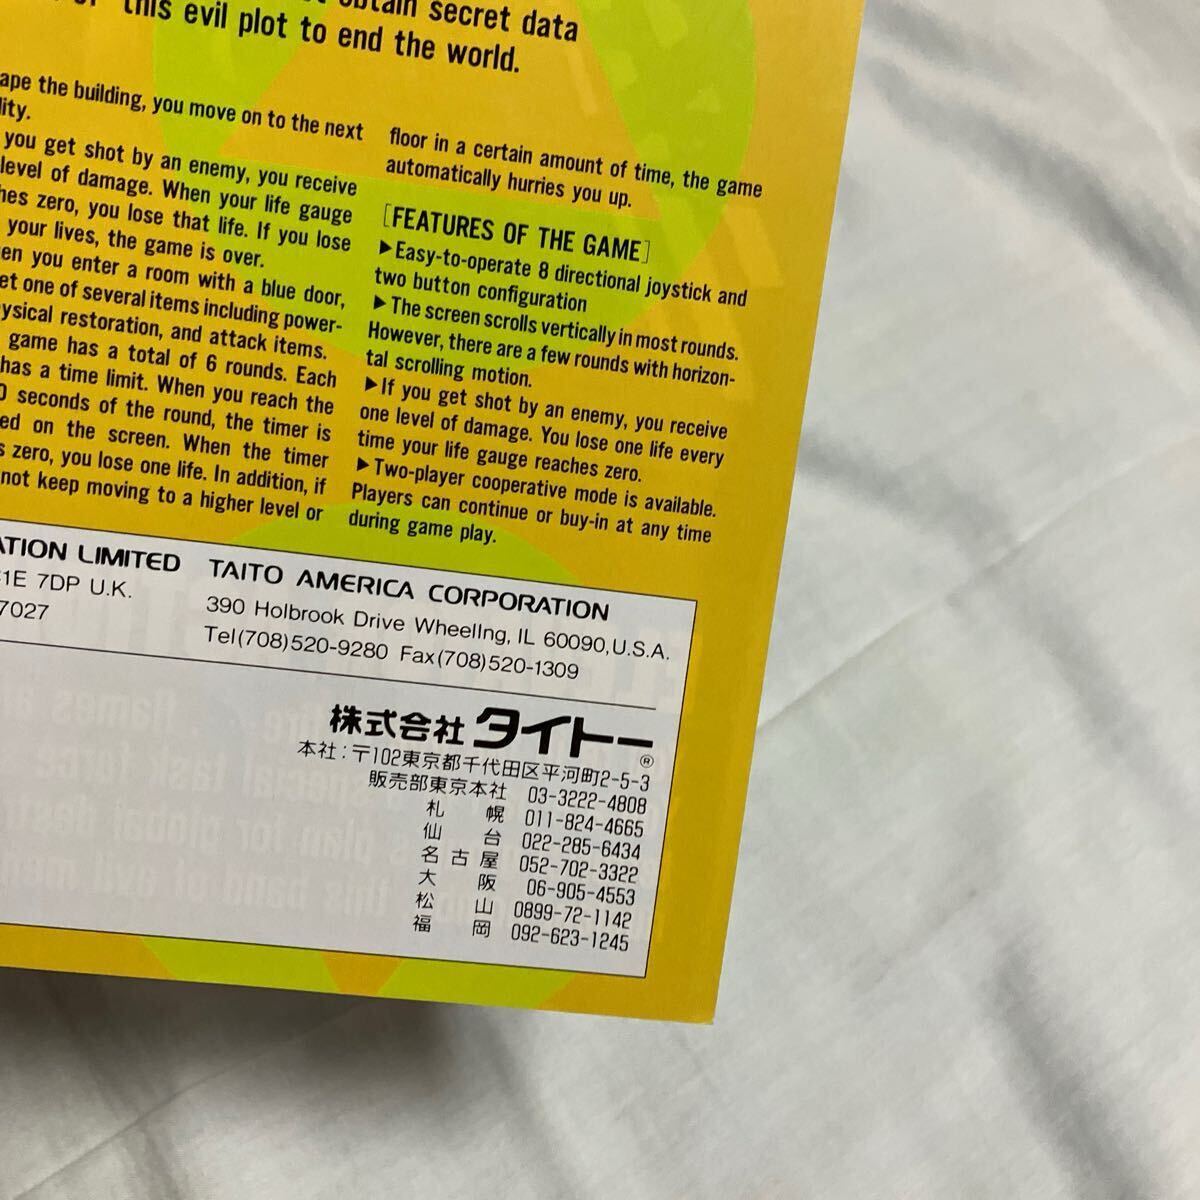 obtain secret data
this evil plot to end the world.
ape the building, you move on to the next
lity.
you get shot by an enemy, you receive
level of damage. When your life gauge
hes zero, you lose that life. If you lose
your lives, the game is over.
en you enter a room with a blue door,
et one of several items including power-
ysical restoration, and attack items.
game has a total of 6 rounds. Each
has a time limit. When you reach the
0 seconds of the round, the timer is
ed on the screen. When the timer
s zero, you lose one life. In addition, if
not keep moving to a higher level or
floor in a certain amount of time, the game
automatically hurries you up.
[FEATURES OF THE GAME]
▶Easy-to-operate 8 directional joystick and
two button configuration
▶The screen scrolls vertically in most rounds.
However, there are a few rounds with horizon-
tal scrolling motion.
▶If you get shot by an enemy, you receive
one level of damage. You lose one life every
time your life gauge reaches zero.
▶Two-player cooperative mode is available.
Players can continue or buy-in at any time
during game play.
ATION LIMITED
1E 7DP U.K.
7027
TAITO AMERICA CORPORATION
390 Holbrook Drive Wheellng, IL 60090, U.S.A.
Tel(708)520-9280 Fax(708)520-1309
株式会社タイトー®
本社:〒102東京都千代田区平河町2-5-3
販売部東京本社 03-3222-4808
札幌 011-824-4665
仙台 022-285-6434
名古屋 052-702-3322
大阪 06-905-4553
松山 0899-72-1142
福岡 092-623-1245